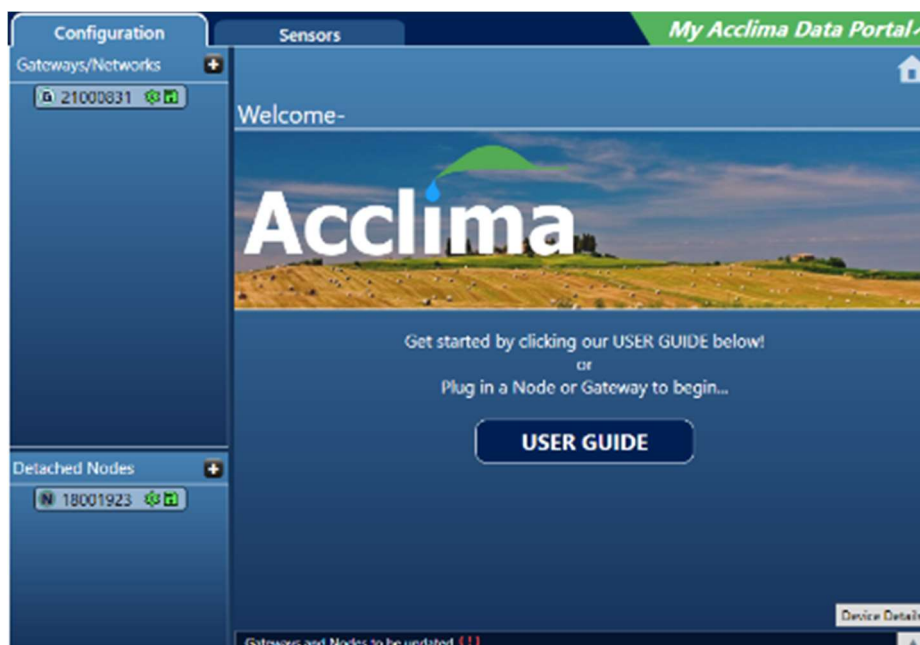 Configuration
Sensors
My Acclima Data Portal
Gateways/Networks +
G 21000831
Welcome-
Acclima
Get started by clicking our USER GUIDE below!
or
Plug in a Node or Gateway to begin...
USER GUIDE
Detached Nodes +
N 18001923
Device Details
Gateways and Nodes to be updated (!)